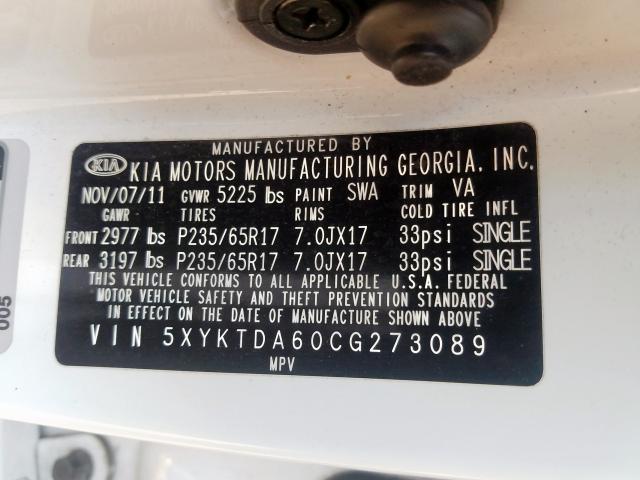 MANUFACTURED BY
KIA KIA MOTORS MANUFACTURING GEORGIA, INC.
NOV/07/11 GVWR 5225 lbs PAINT SWA TRIM VA
GAWR TIRES RIMS COLD TIRE INFL
FRONT 2977 lbs P235/65R17 7.0JX17 33psi SINGLE
REAR 3197 lbs P235/65R17 7.0JX17 33psi SINGLE
THIS VEHICLE CONFORMS TO ALL APPLICABLE U.S.A. FEDERAL
MOTOR VEHICLE SAFETY AND THEFT PREVENTION STANDARDS
IN EFFECT ON THE DATE OF MANUFACTURE SHOWN ABOVE
VIN 5XYKTDA60CG273089
MPV
005